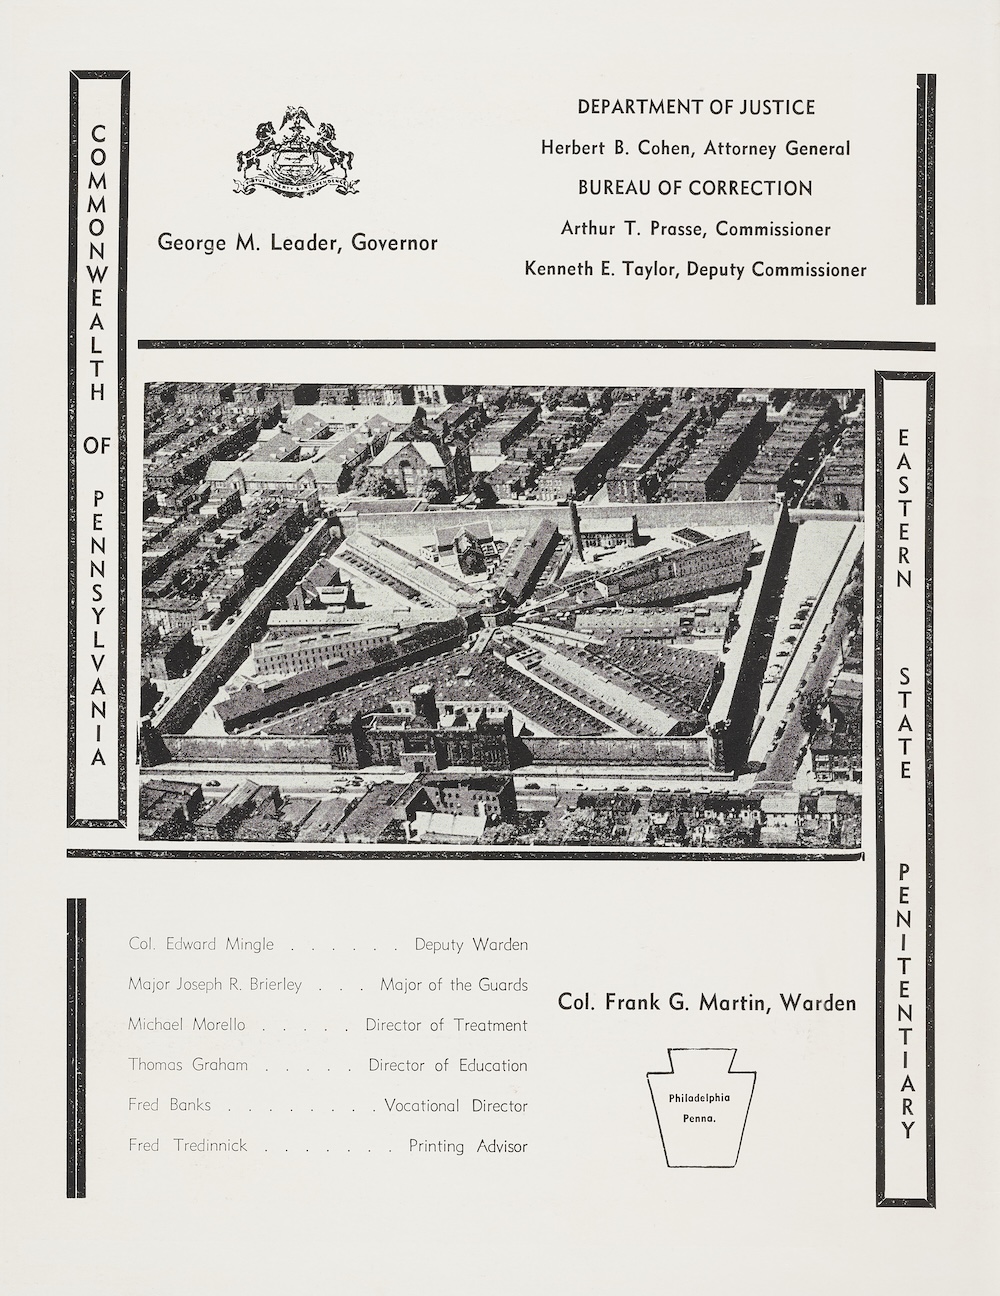 COMMONWEALTH OF PENNSYLVANIA
VIRTUE LIBERTY & INDEPENDENCE
George M. Leader, Governor
DEPARTMENT OF JUSTICE
Herbert B. Cohen, Attorney General
BUREAU OF CORRECTION
Arthur T. Prasse, Commissioner
Kenneth E. Taylor, Deputy Commissioner
EASTERN STATE PENITENTIARY
Col. Edward Mingle . . . . . . Deputy Warden
Major Joseph R. Brierley . . . Major of the Guards
Michael Morello . . . . . Director of Treatment
Thomas Graham . . . . . Director of Education
Fred Banks . . . . . . . . Vocational Director
Fred Tredinnick . . . . . . . Printing Advisor
Col. Frank G. Martin, Warden
Philadelphia
Penna.